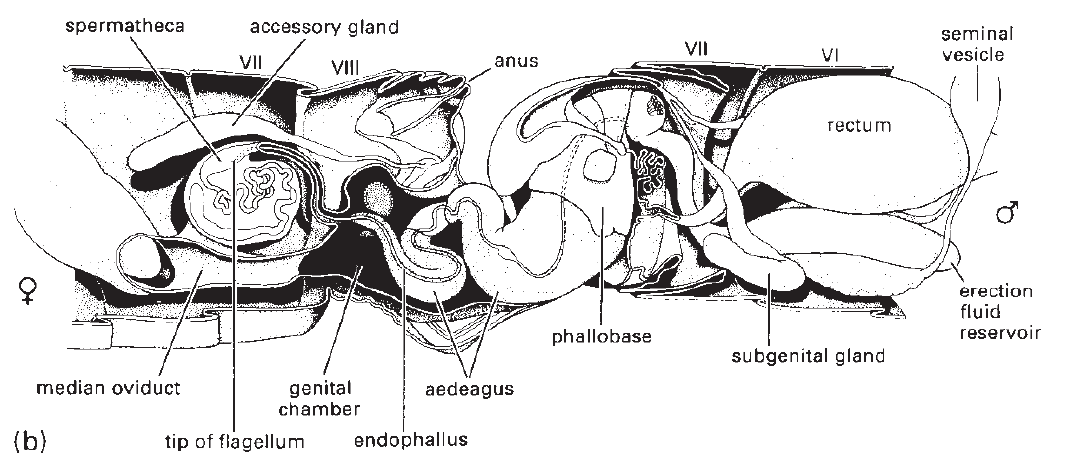 spermatheca
accessory gland
VII
VIII
anus
VII
VI
seminal
vesicle
rectum
♂
♀
erection
fluid
reservoir
phallobase
subgenital gland
median oviduct
genital
chamber
aedeagus
(b)
tip of flagellum
endophallus